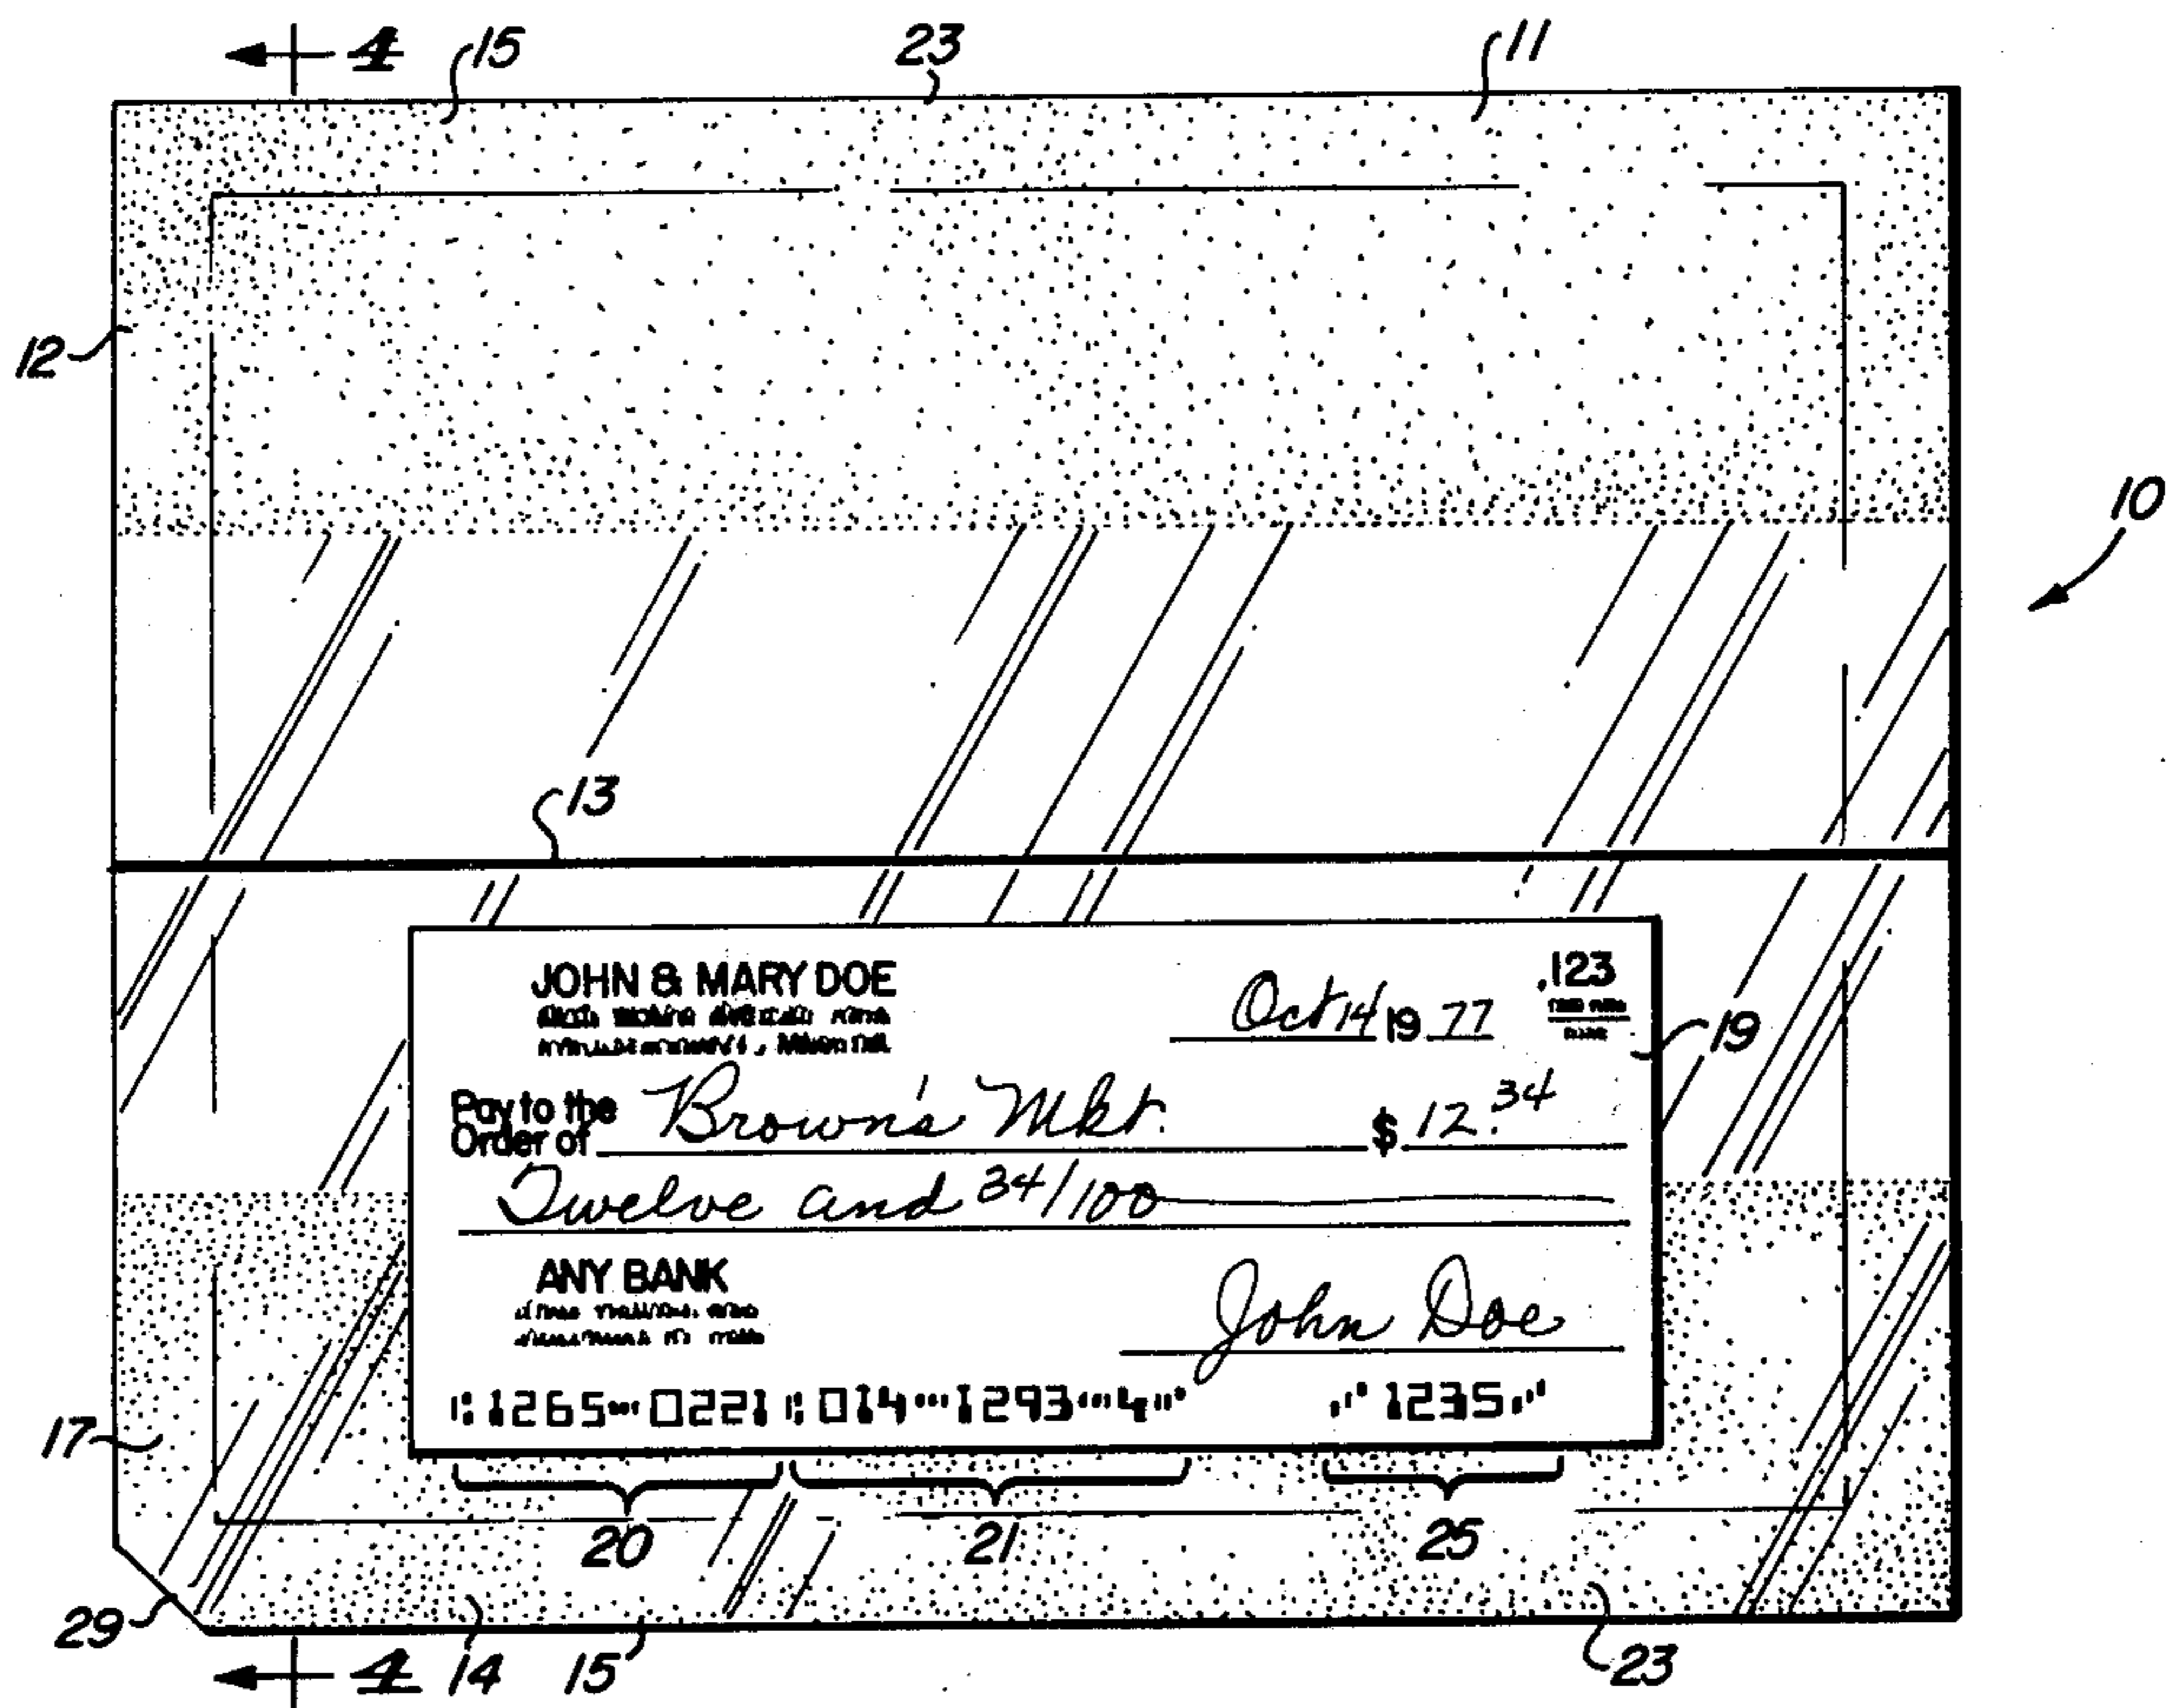 4 15 23 11
12
10
13
JOHN & MARY DOE
Oct 14 19 77
123
19
Pay to the
Order of Brown's Mkt. $ 12.34
Twelve and 34/100
ANY BANK
John Doe
⑆1265⑉0221⑆014⑉1293⑉4⑈ ⑈1235⑈
17
20 21 25
29
4 14 15 23